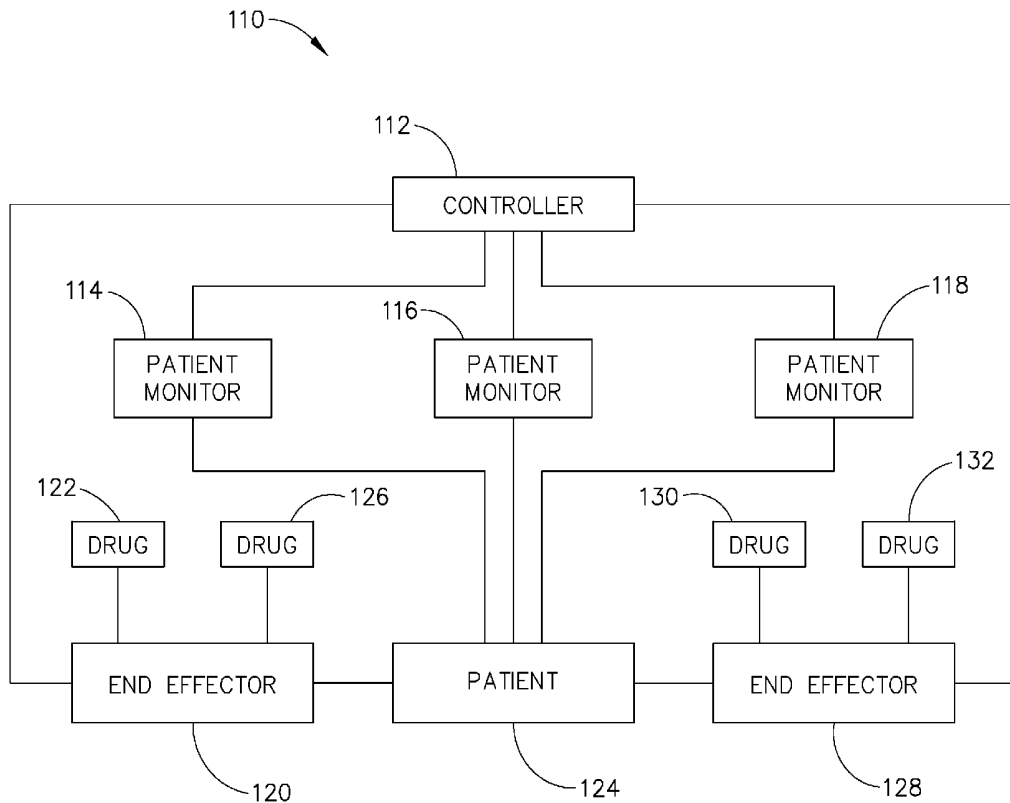 110
112
CONTROLLER
114
116
118
PATIENT
MONITOR
PATIENT
MONITOR
PATIENT
MONITOR
122
126
130
132
DRUG
DRUG
DRUG
DRUG
END EFFECTOR
PATIENT
END EFFECTOR
120
124
128